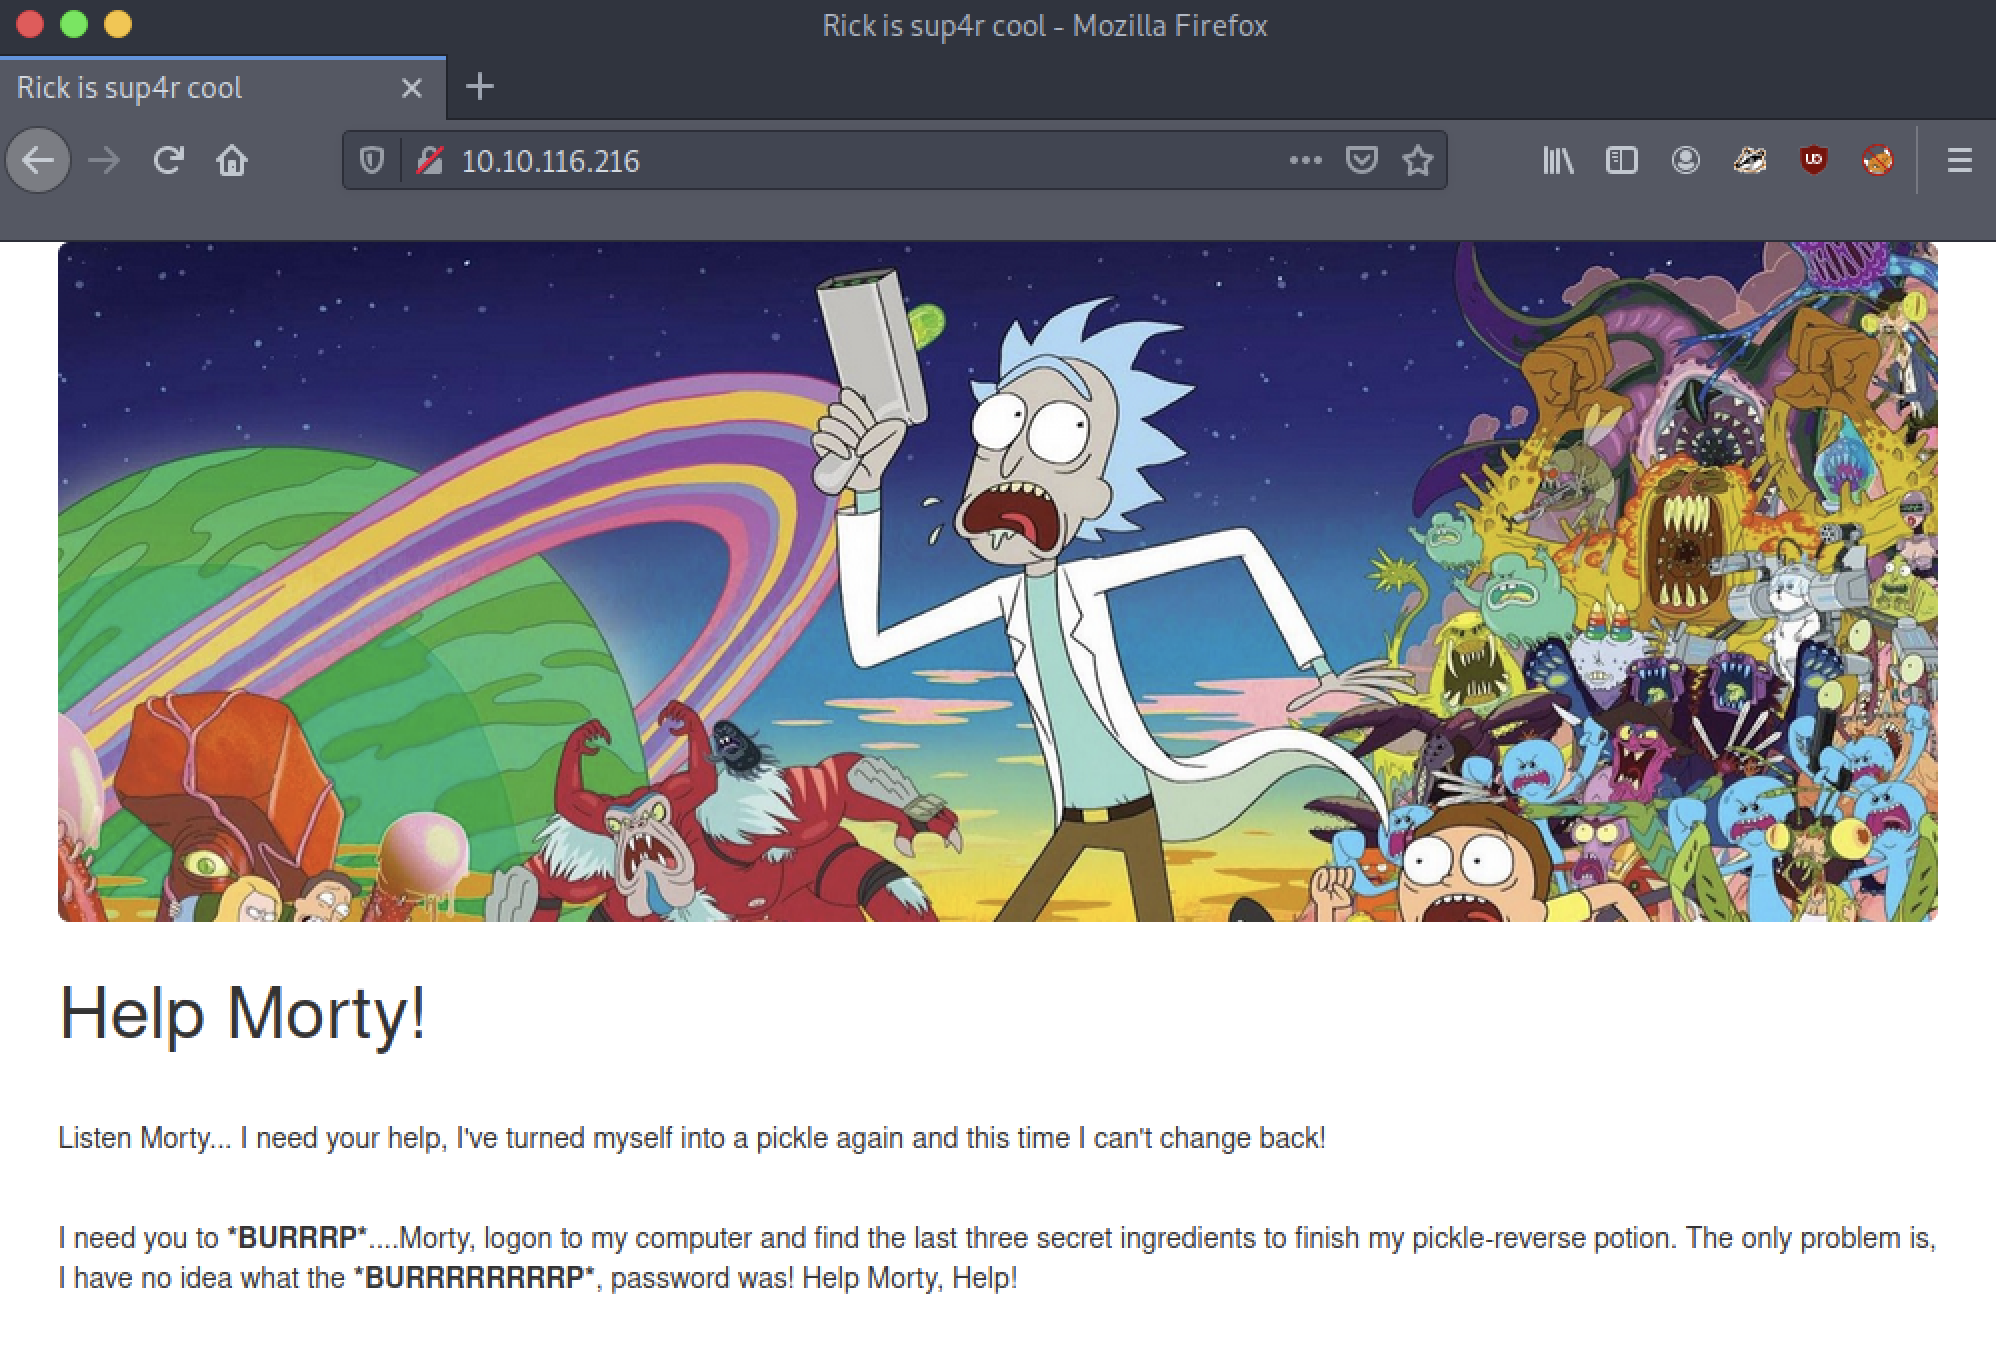 Rick is sup4r cool - Mozilla Firefox
Rick is sup4r cool
10.10.116.216
UO
Help Morty!
Listen Morty... I need your help, I've turned myself into a pickle again and this time I can't change back!
I need you to *BURRRP*....Morty, logon to my computer and find the last three secret ingredients to finish my pickle-reverse potion. The only problem is,
I have no idea what the *BURRRRRRRRP*, password was! Help Morty, Help!